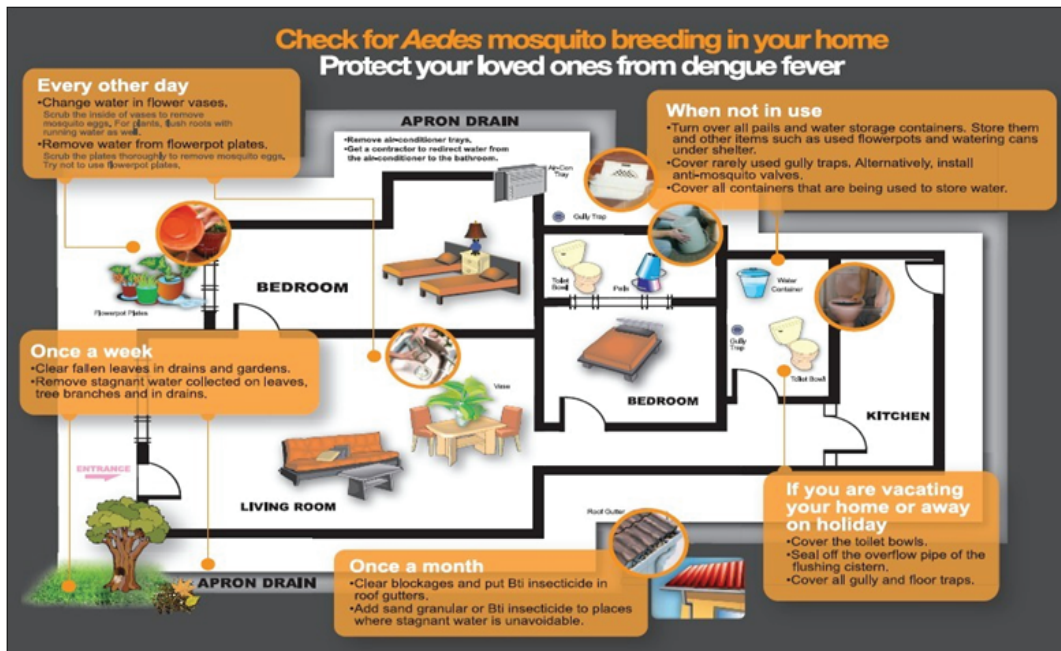 Check for Aedes mosquito breeding in your home
Protect your loved ones from dengue fever
Every other day
•Change water in flower vases.
Scrub the inside of vases to remove
mosquito eggs. For plants, flush roots with
running water as well.
•Remove water from flowerpot plates.
Scrub the plates thoroughly to remove mosquito eggs.
Try not to use flowerpot plates.
APRON DRAIN
•Remove air-conditioner trays.
•Get a contractor to redirect water from
the air-conditioner to the bathroom.
Air-Con
Tray
Gully Trap
When not in use
•Turn over all pails and water storage containers. Store them
and other items such as used flowerpots and watering cans
under shelter.
•Cover rarely used gully traps. Alternatively, install
anti-mosquito valves.
•Cover all containers that are being used to store water.
Flowerpot Plates
BEDROOM
Toilet
Bowl
Pails
Water
Container
Gully
Trap
Toilet Bowl
Once a week
•Clear fallen leaves in drains and gardens.
•Remove stagnant water collected on leaves,
tree branches and in drains.
Vase
BEDROOM
KITCHEN
ENTRANCE
LIVING ROOM
Roof Gutter
If you are vacating
your home or away
on holiday
•Cover the toilet bowls.
•Seal off the overflow pipe of the
flushing cistern.
•Cover all gully and floor traps.
APRON DRAIN
Once a month
•Clear blockages and put Bti insecticide in
roof gutters.
•Add sand granular or Bti insecticide to places
where stagnant water is unavoidable.